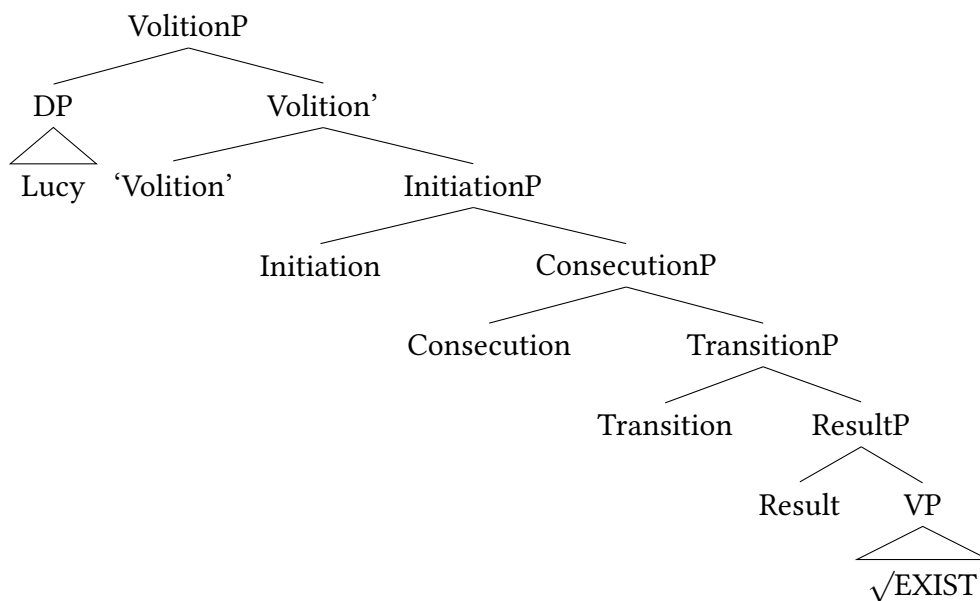 VolitionP
DP Volition’
Lucy ‘Volition’ InitiationP
Initiation ConsecutionP
Consecution TransitionP
Transition ResultP
Result VP
√EXIST